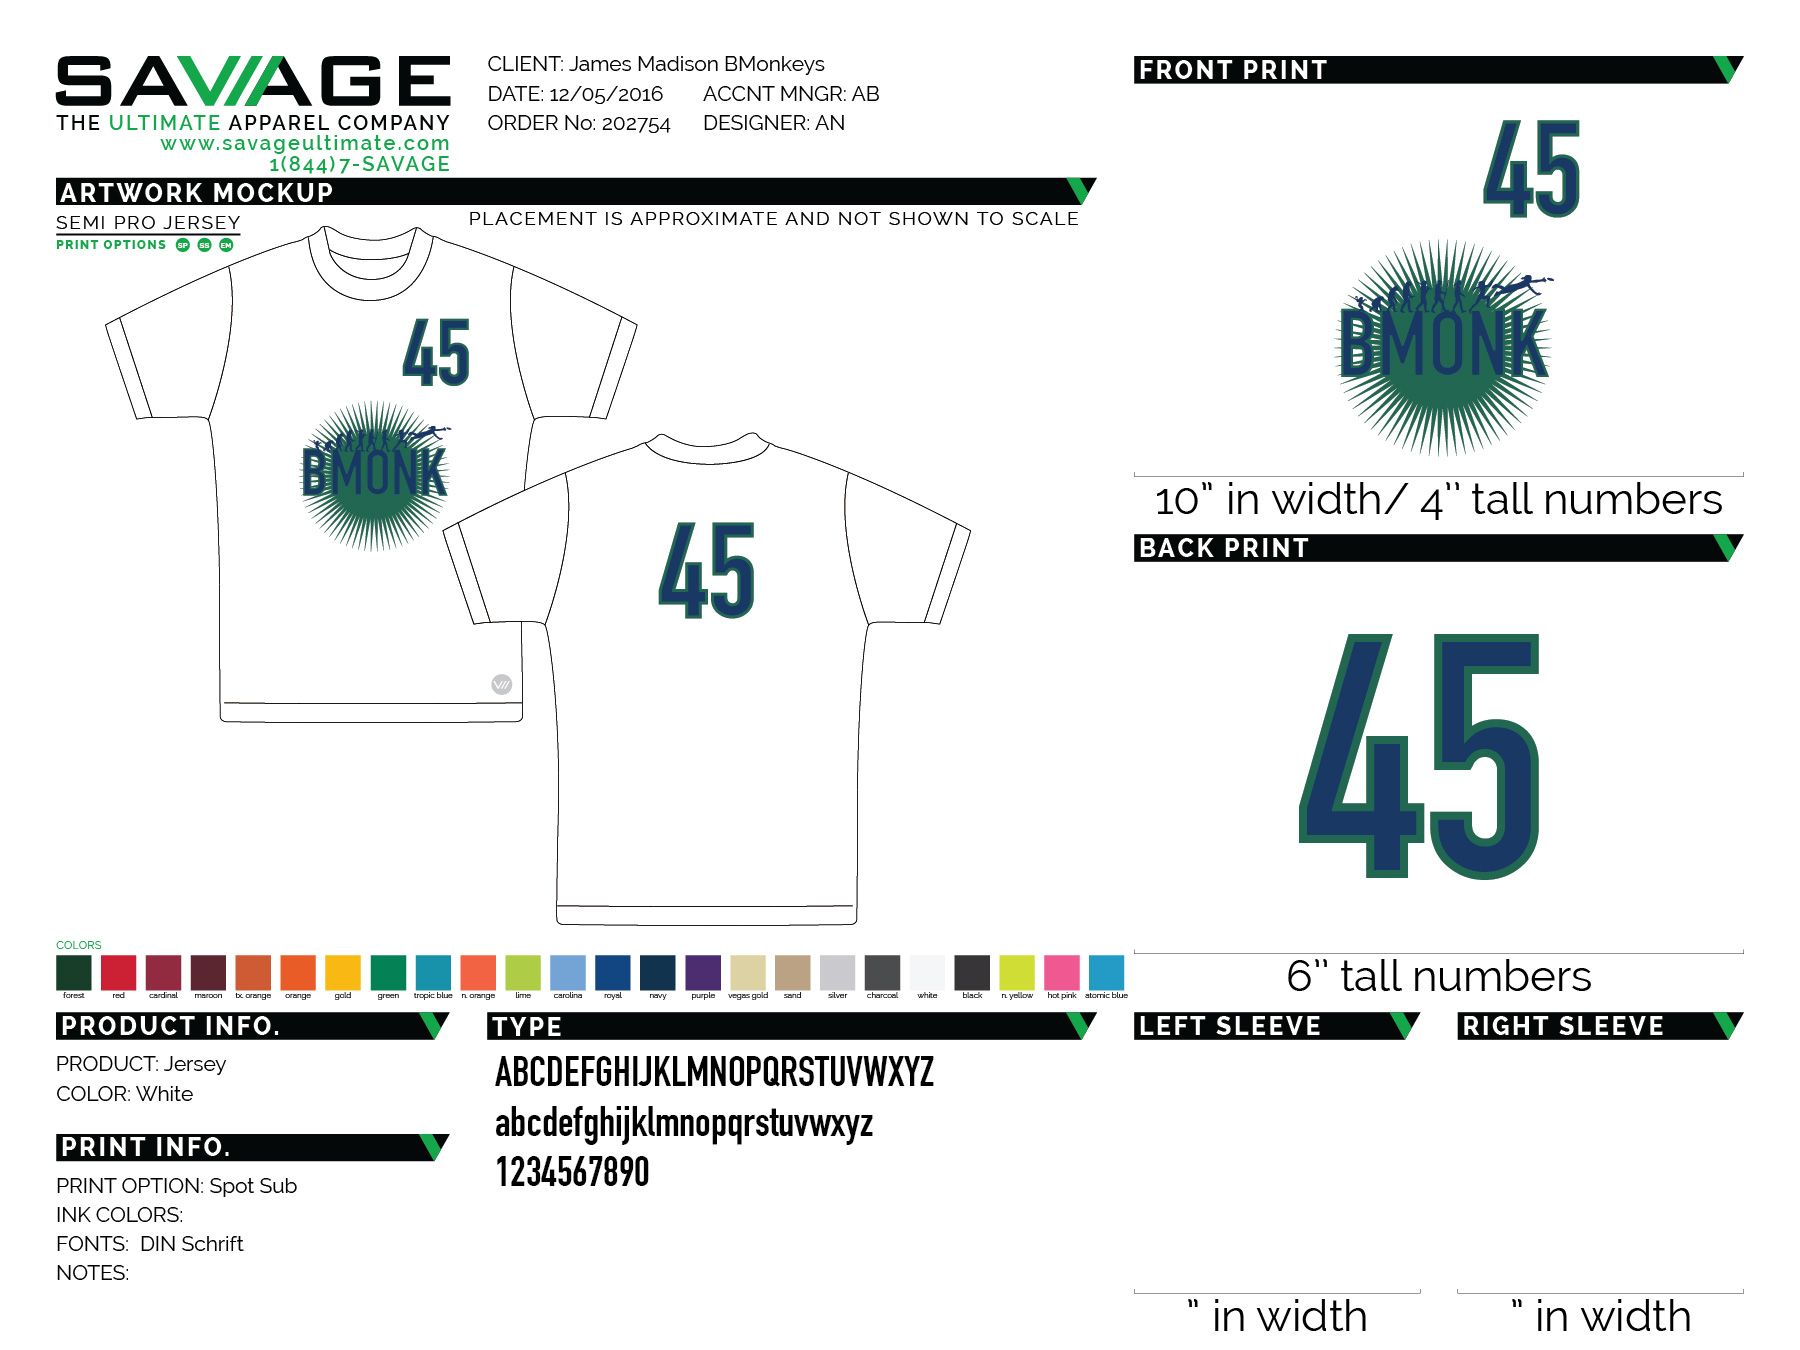 SAVAGE
THE ULTIMATE APPAREL COMPANY
www.savageultimate.com
1(844)7-SAVAGE
CLIENT: James Madison BMonkeys
DATE: 12/05/2016 ACCNT MNGR: AB
ORDER No: 202754 DESIGNER: AN
ARTWORK MOCKUP
SEMI PRO JERSEY
PRINT OPTIONS SP SS EM
PLACEMENT IS APPROXIMATE AND NOT SHOWN TO SCALE
45
BMONK
45
FRONT PRINT
45
BMONK
10” in width/ 4’’ tall numbers
BACK PRINT
45
6’’ tall numbers
COLORS
forest red cardinal maroon tx. orange orange gold green tropic blue n. orange lime carolina royal navy purple vegas gold sand silver charcoal white black n. yellow hot pink atomic blue
PRODUCT INFO.
PRODUCT: Jersey
COLOR: White
PRINT INFO.
PRINT OPTION: Spot Sub
INK COLORS:
FONTS: DIN Schrift
NOTES:
TYPE
ABCDEFGHIJKLMNOPQRSTUVWXYZ
abcdefghijklmnopqrstuvwxyz
1234567890
LEFT SLEEVE
” in width
RIGHT SLEEVE
” in width